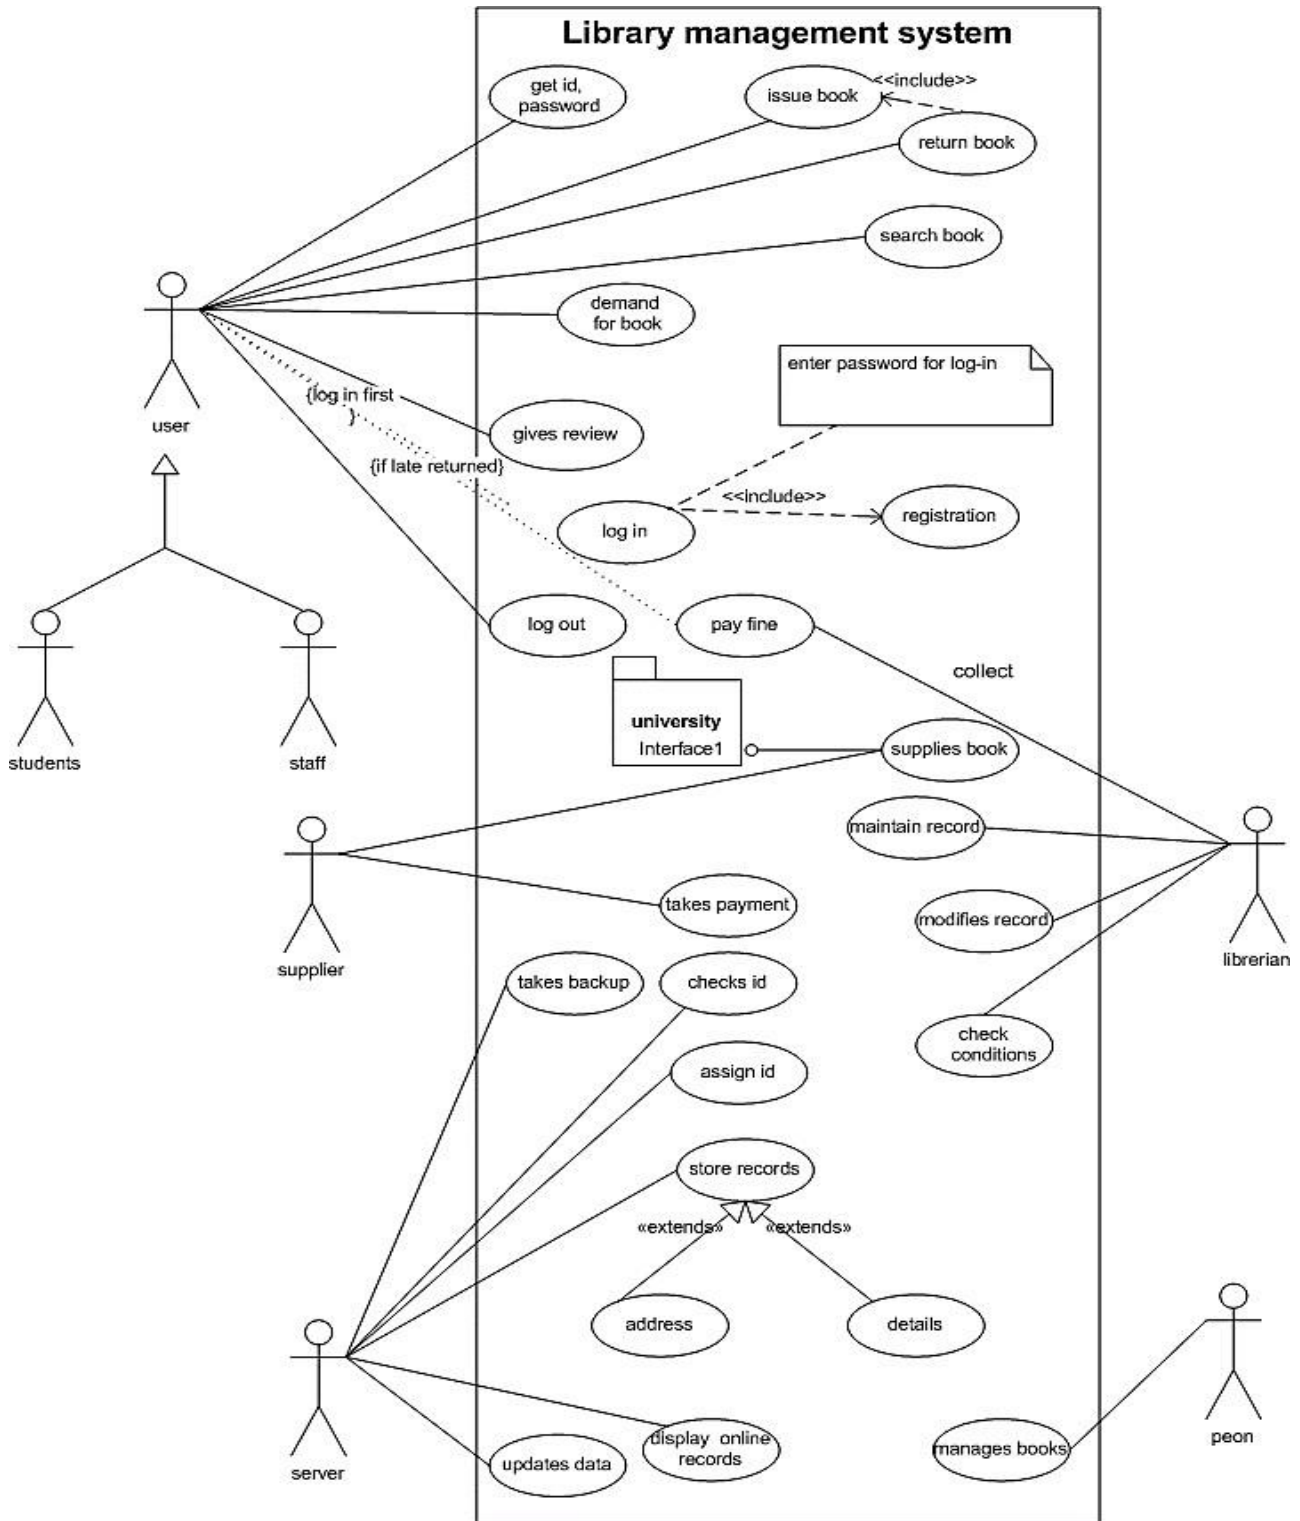 Library management system
get id,
password
issue book
<<include>>
return book
search book
demand
for book
enter password for log-in
{log in first
}
user
gives review
{if late returned}
<<include>>
log in
registration
log out
pay fine
collect
university
Interface1
supplies book
students
staff
maintain record
takes payment
modifies record
supplier
librerian
takes backup
checks id
check
conditions
assign id
store records
«extends»
«extends»
address
details
display online
records
manages books
peon
updates data
server